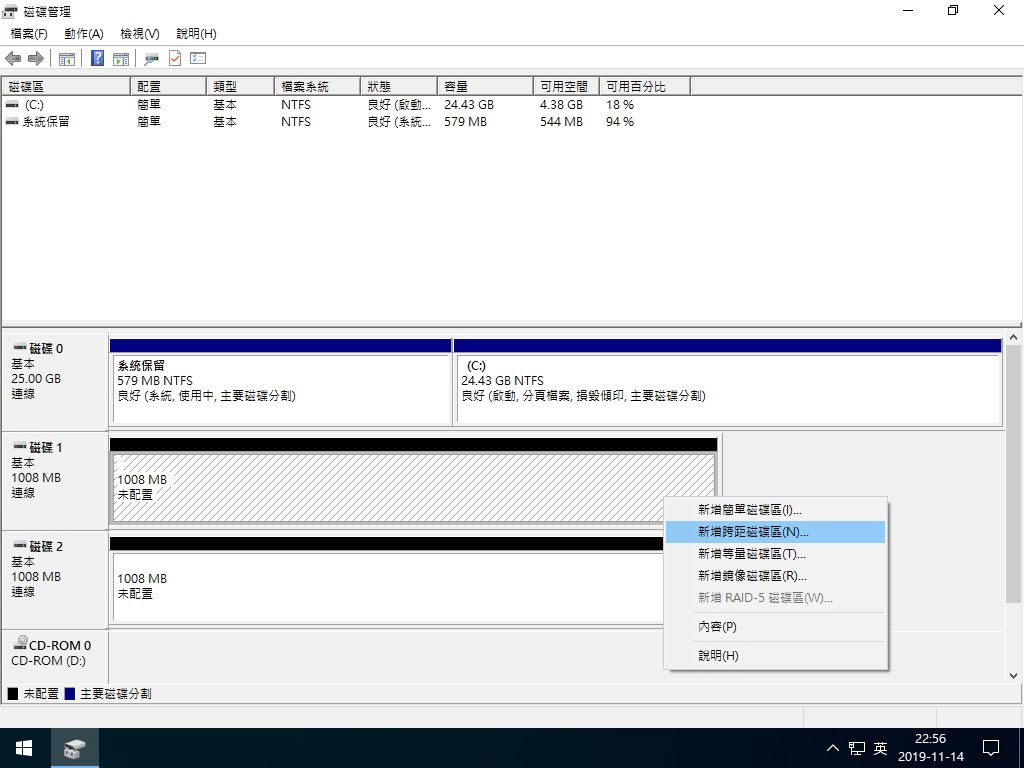 磁碟管理
檔案(F) 動作(A) 檢視(V) 說明(H)
磁碟區 配置 類型 檔案系統 狀態 容量 可用空間 可用百分比
(C:) 簡單 基本 NTFS 良好 (啟動... 24.43 GB 4.38 GB 18 %
系統保留 簡單 基本 NTFS 良好 (系統... 579 MB 544 MB 94 %
磁碟 0
基本
25.00 GB
連線
系統保留
579 MB NTFS
良好 (系統, 使用中, 主要磁碟分割)
(C:)
24.43 GB NTFS
良好 (啟動, 分頁檔案, 損毀傾印, 主要磁碟分割)
磁碟 1
基本
1008 MB
連線
1008 MB
未配置
磁碟 2
基本
1008 MB
連線
1008 MB
未配置
新增簡單磁碟區(I)...
新增跨距磁碟區(N)...
新增等量磁碟區(T)...
新增鏡像磁碟區(R)...
新增 RAID-5 磁碟區(W)...
內容(P)
說明(H)
CD-ROM 0
CD-ROM (D:)
未配置 主要磁碟分割
英
22:56
2019-11-14